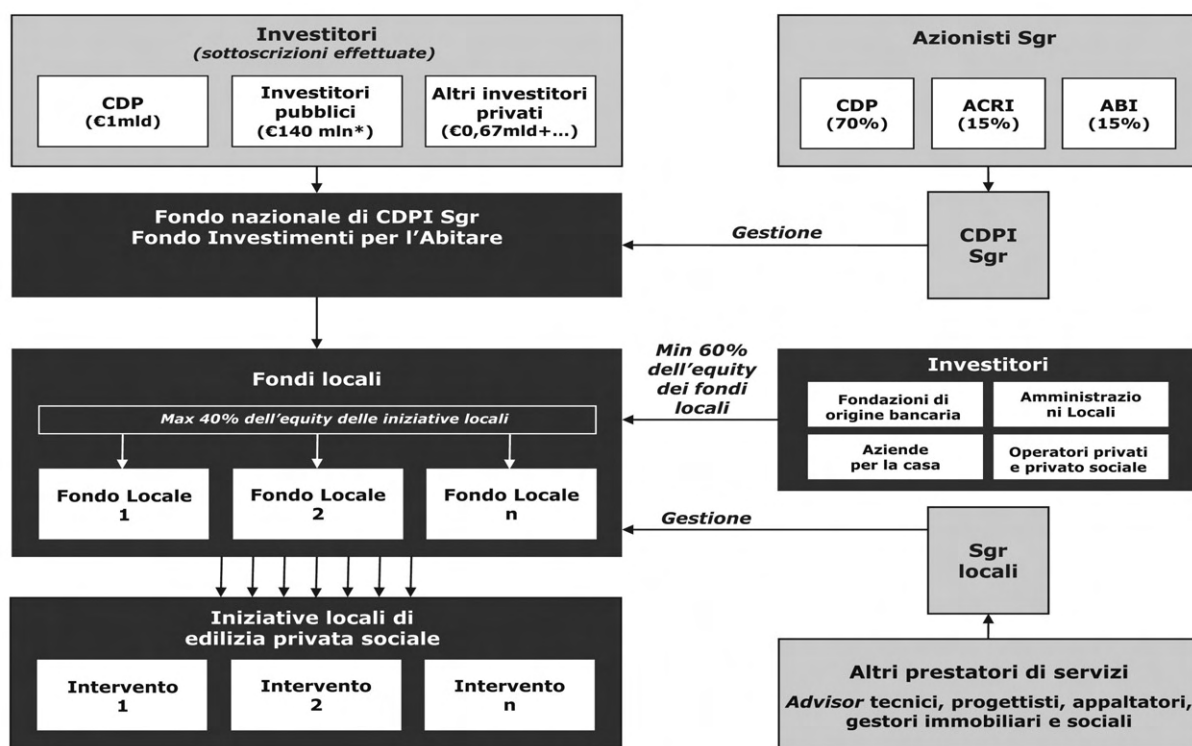 Investitori
(sottoscrizioni effettuate)
CDP
(€1mld)
Investitori
pubblici
(€140 mln*)
Altri investitori
privati
(€0,67mld+...)
Azionisti Sgr
CDP
(70%)
ACRI
(15%)
ABI
(15%)
Fondo nazionale di CDPI Sgr
Fondo Investimenti per l'Abitare
Gestione
CDPI
Sgr
Fondi locali
Max 40% dell'equity delle iniziative locali
Fondo Locale
1
Fondo Locale
2
Fondo Locale
n
Min 60%
dell'equity
dei fondi
locali
Investitori
Fondazioni di
origine bancaria
Amministrazio
ni Locali
Aziende
per la casa
Operatori privati
e privato sociale
Gestione
Sgr
locali
Iniziative locali di
edilizia privata sociale
Intervento
1
Intervento
2
Intervento
n
Altri prestatori di servizi
Advisor tecnici, progettisti, appaltatori,
gestori immobiliari e sociali